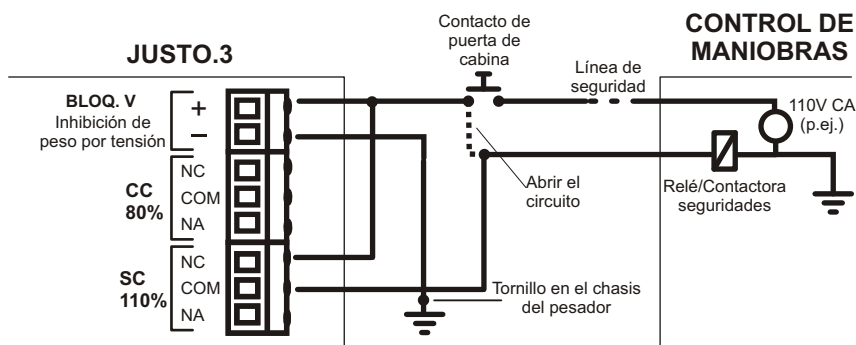 JUSTO.3
Contacto de
puerta de
cabina
CONTROL DE
MANIOBRAS
Línea de
seguridad
BLOQ. V
Inhibición de
peso por tensión
+
–
110V CA
(p.ej.)
CC
80%
NC
COM
NA
Abrir el
circuito
Relé/Contactora
seguridades
SC
110%
NC
COM
NA
Tornillo en el chasis
del pesador